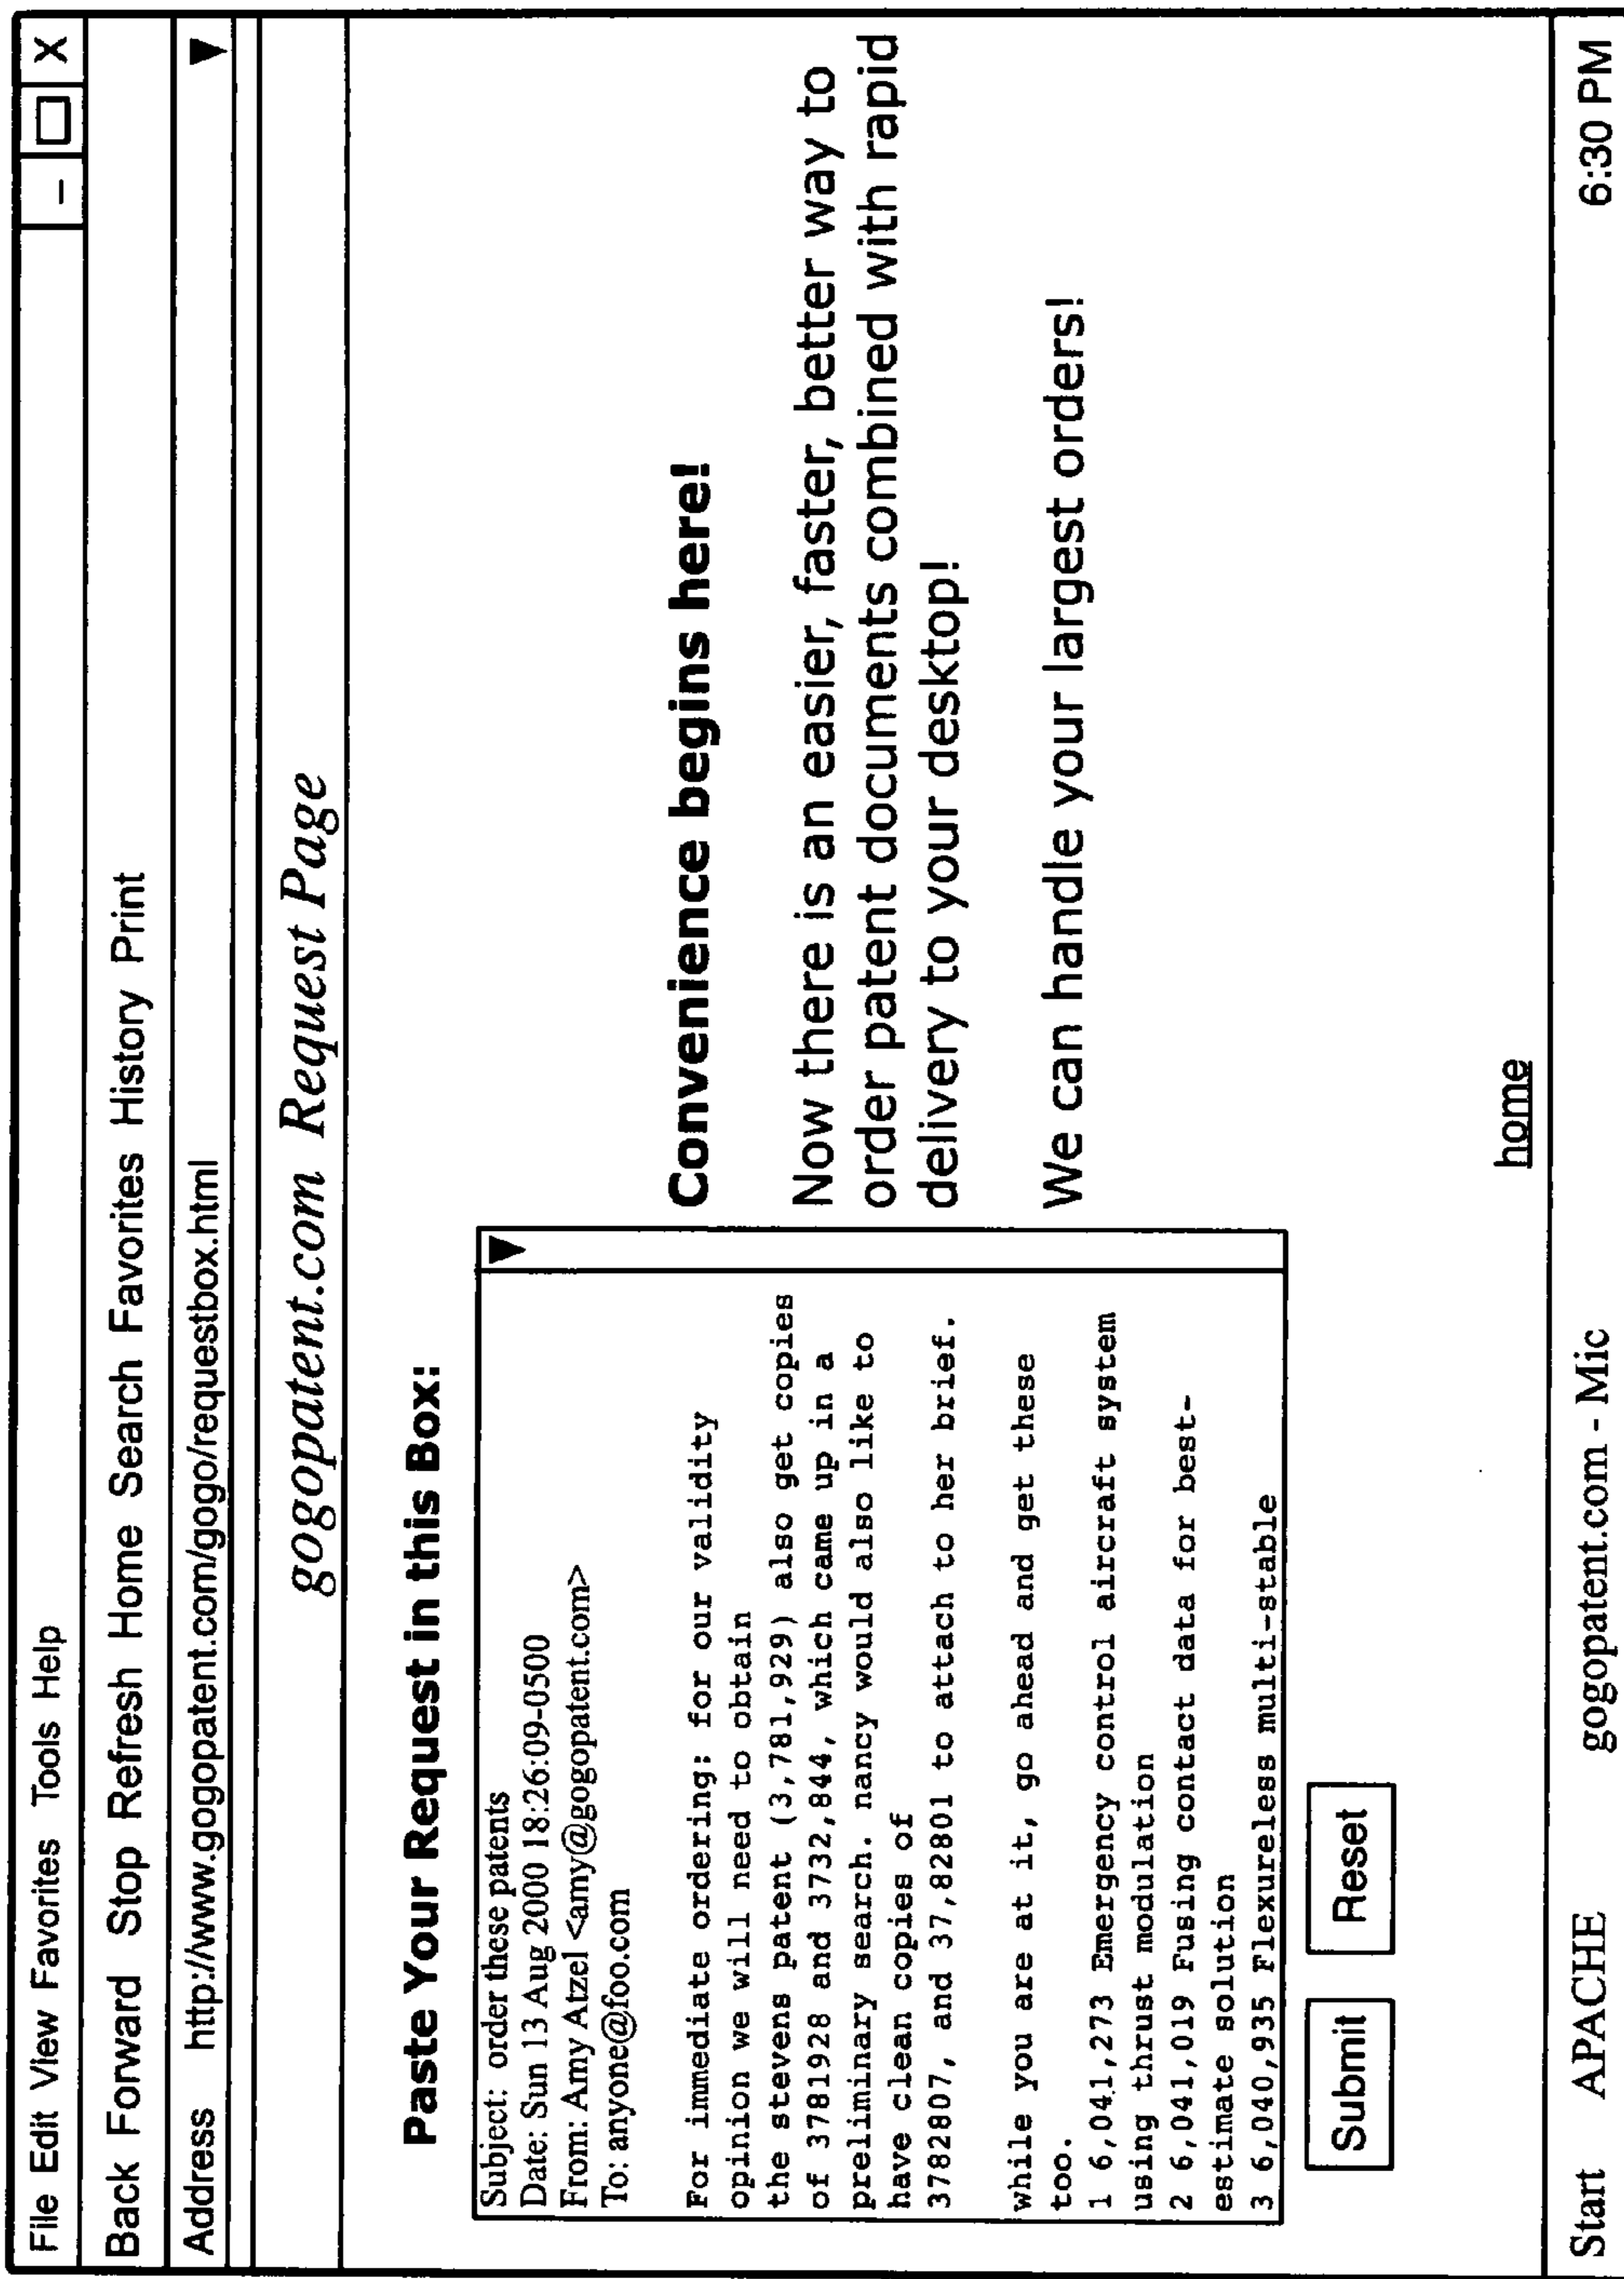 File Edit View Favorites Tools Help
– □ X
Back Forward Stop Refresh Home Search Favorites History Print
Address http://www.gogopatent.com/gogo/requestbox.html
gogopatent.com Request Page
Paste Your Request in this Box:
Subject: order these patents
Date: Sun 13 Aug 2000 18:26:09-0500
From: Amy Atzel <amy@gogopatent.com>
To: anyone@foo.com
For immediate ordering: for our validity
opinion we will need to obtain
the stevens patent (3,781,929) also get copies
of 3781928 and 3732,844, which came up in a
preliminary search. nancy would also like to
have clean copies of
3782807, and 37,82801 to attach to her brief.
while you are at it, go ahead and get these
too.
1 6,041,273 Emergency control aircraft system
using thrust modulation
2 6,041,019 Fusing contact data for best-
estimate solution
3 6,040,935 Flexureless multi-stable
Submit Reset
Convenience begins here!
Now there is an easier, faster, better way to
order patent documents combined with rapid
delivery to your desktop!
We can handle your largest orders!
home
Start APACHE gogopatent.com - Mic 6:30 PM